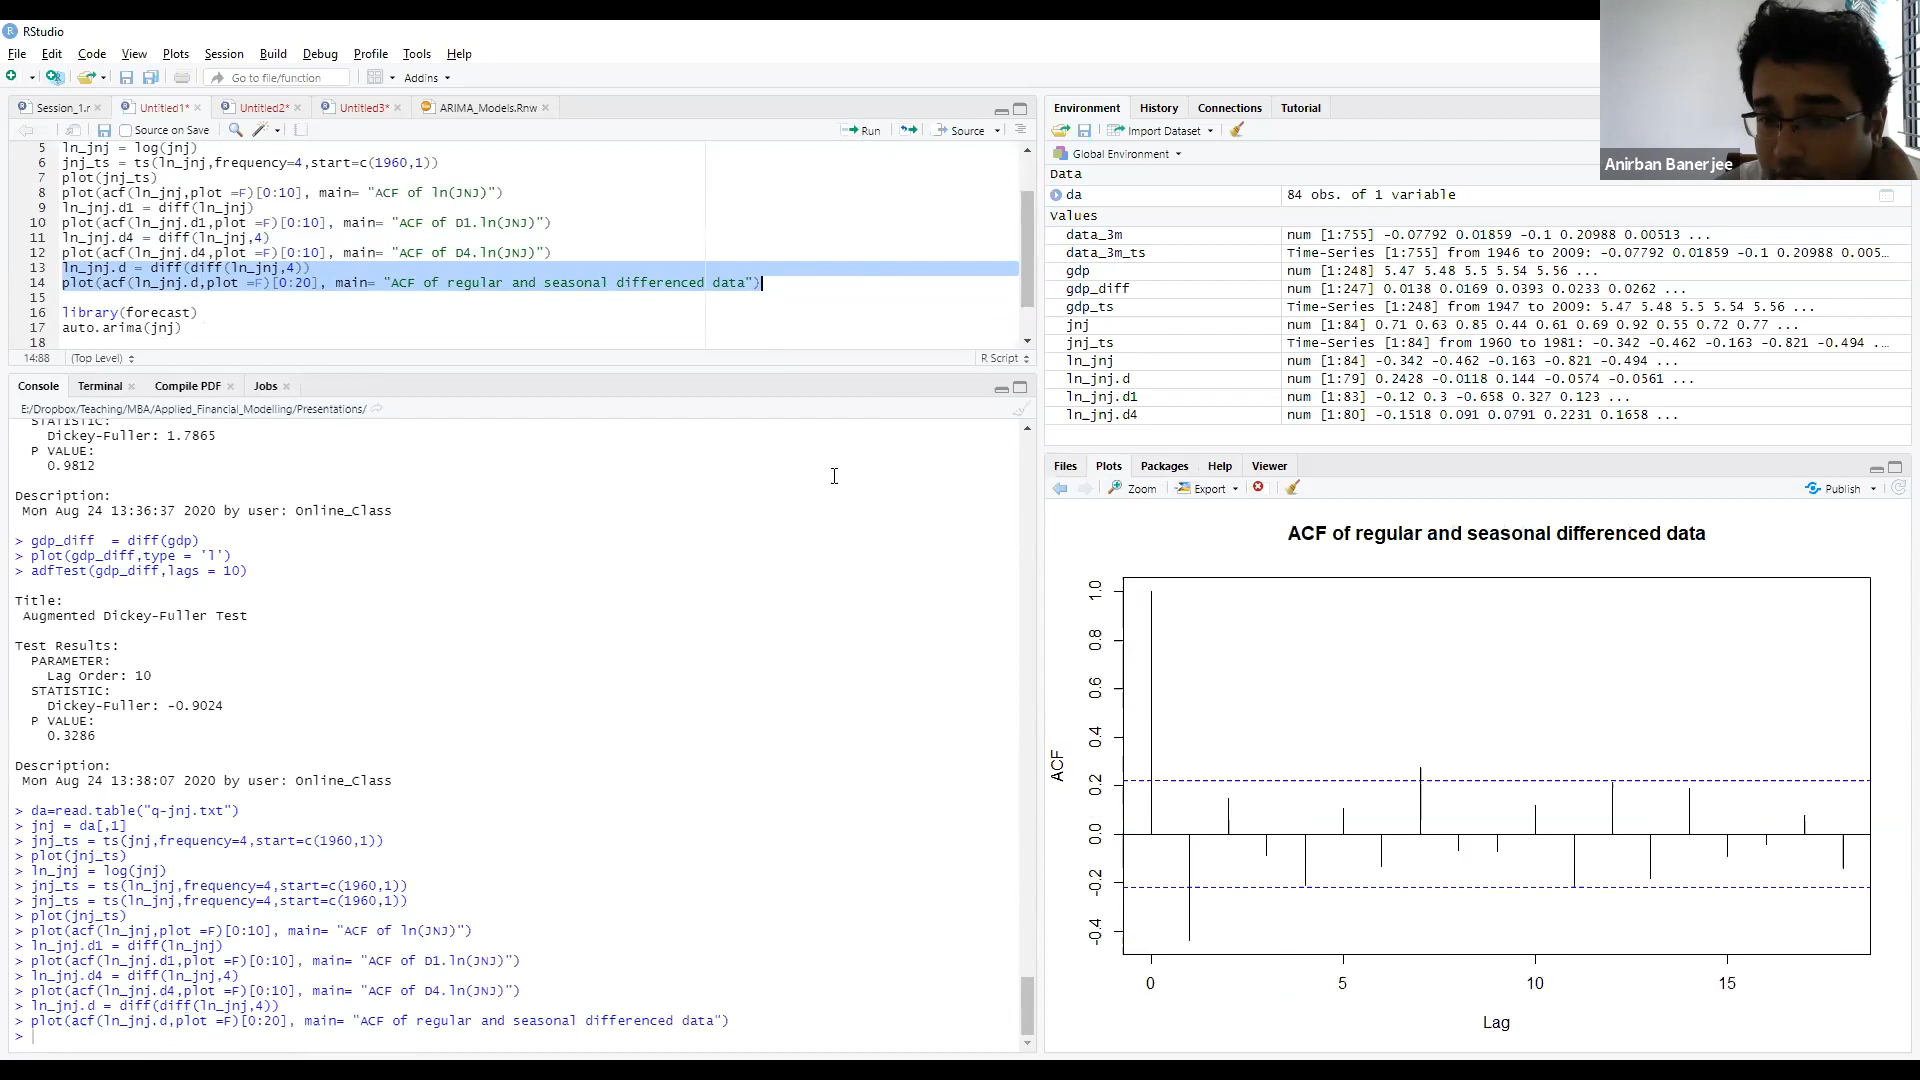 RStudio
File Edit Code View Plots Session Build Debug Profile Tools Help
Go to file/function Addins
Session_1.r Untitled1* Untitled2* Untitled3* ARIMA_Models.Rnw
Source on Save Run Source
5 ln_jnj = log(jnj)
6 jnj_ts = ts(ln_jnj,frequency=4,start=c(1960,1))
7 plot(jnj_ts)
8 plot(acf(ln_jnj,plot =F)[0:10], main= "ACF of ln(JNJ)")
9 ln_jnj.d1 = diff(ln_jnj)
10 plot(acf(ln_jnj.d1,plot =F)[0:10], main= "ACF of D1.ln(JNJ)")
11 ln_jnj.d4 = diff(ln_jnj,4)
12 plot(acf(ln_jnj.d4,plot =F)[0:10], main= "ACF of D4.ln(JNJ)")
13 ln_jnj.d = diff(diff(ln_jnj,4))
14 plot(acf(ln_jnj.d,plot =F)[0:20], main= "ACF of regular and seasonal differenced data")
15
16 library(forecast)
17 auto.arima(jnj)
18
14:88 (Top Level) R Script
Console Terminal Compile PDF Jobs
E:/Dropbox/Teaching/MBA/Applied_Financial_Modelling/Presentations/
STATISTIC:
Dickey-Fuller: 1.7865
P VALUE:
0.9812
Description:
Mon Aug 24 13:36:37 2020 by user: Online_Class
> gdp_diff  = diff(gdp)
> plot(gdp_diff,type = 'l')
> adfTest(gdp_diff,lags = 10)
Title:
Augmented Dickey-Fuller Test
Test Results:
PARAMETER:
Lag Order: 10
STATISTIC:
Dickey-Fuller: -0.9024
P VALUE:
0.3286
Description:
Mon Aug 24 13:38:07 2020 by user: Online_Class
> da=read.table("q-jnj.txt")
> jnj = da[,1]
> jnj_ts = ts(jnj,frequency=4,start=c(1960,1))
> plot(jnj_ts)
> ln_jnj = log(jnj)
> jnj_ts = ts(ln_jnj,frequency=4,start=c(1960,1))
> jnj_ts = ts(ln_jnj,frequency=4,start=c(1960,1))
> plot(jnj_ts)
> plot(acf(ln_jnj,plot =F)[0:10], main= "ACF of ln(JNJ)")
> ln_jnj.d1 = diff(ln_jnj)
> plot(acf(ln_jnj.d1,plot =F)[0:10], main= "ACF of D1.ln(JNJ)")
> ln_jnj.d4 = diff(ln_jnj,4)
> plot(acf(ln_jnj.d4,plot =F)[0:10], main= "ACF of D4.ln(JNJ)")
> ln_jnj.d = diff(diff(ln_jnj,4))
> plot(acf(ln_jnj.d,plot =F)[0:20], main= "ACF of regular and seasonal differenced data")
>
Environment History Connections Tutorial
Import Dataset
Global Environment
Anirban Banerjee
Data
da 84 obs. of 1 variable
Values
data_3m num [1:755] -0.07792 0.01859 -0.1 0.20988 0.00513 ...
data_3m_ts Time-Series [1:755] from 1946 to 2009: -0.07792 0.01859 -0.1 0.20988 0.005…
gdp num [1:248] 5.47 5.48 5.5 5.54 5.56 ...
gdp_diff num [1:247] 0.0138 0.0169 0.0393 0.0233 0.0262 ...
gdp_ts Time-Series [1:248] from 1947 to 2009: 5.47 5.48 5.5 5.54 5.56 ...
jnj num [1:84] 0.71 0.63 0.85 0.44 0.61 0.69 0.92 0.55 0.72 0.77 ...
jnj_ts Time-Series [1:84] from 1960 to 1981: -0.342 -0.462 -0.163 -0.821 -0.494 ...
ln_jnj num [1:84] -0.342 -0.462 -0.163 -0.821 -0.494 ...
ln_jnj.d num [1:79] 0.2428 -0.0118 0.144 -0.0574 -0.0561 ...
ln_jnj.d1 num [1:83] -0.12 0.3 -0.658 0.327 0.123 ...
ln_jnj.d4 num [1:80] -0.1518 0.091 0.0791 0.2231 0.1658 ...
Files Plots Packages Help Viewer
Zoom Export Publish
ACF of regular and seasonal differenced data
ACF
1.0
0.8
0.6
0.4
0.2
0.0
-0.2
-0.4
0 5 10 15
Lag